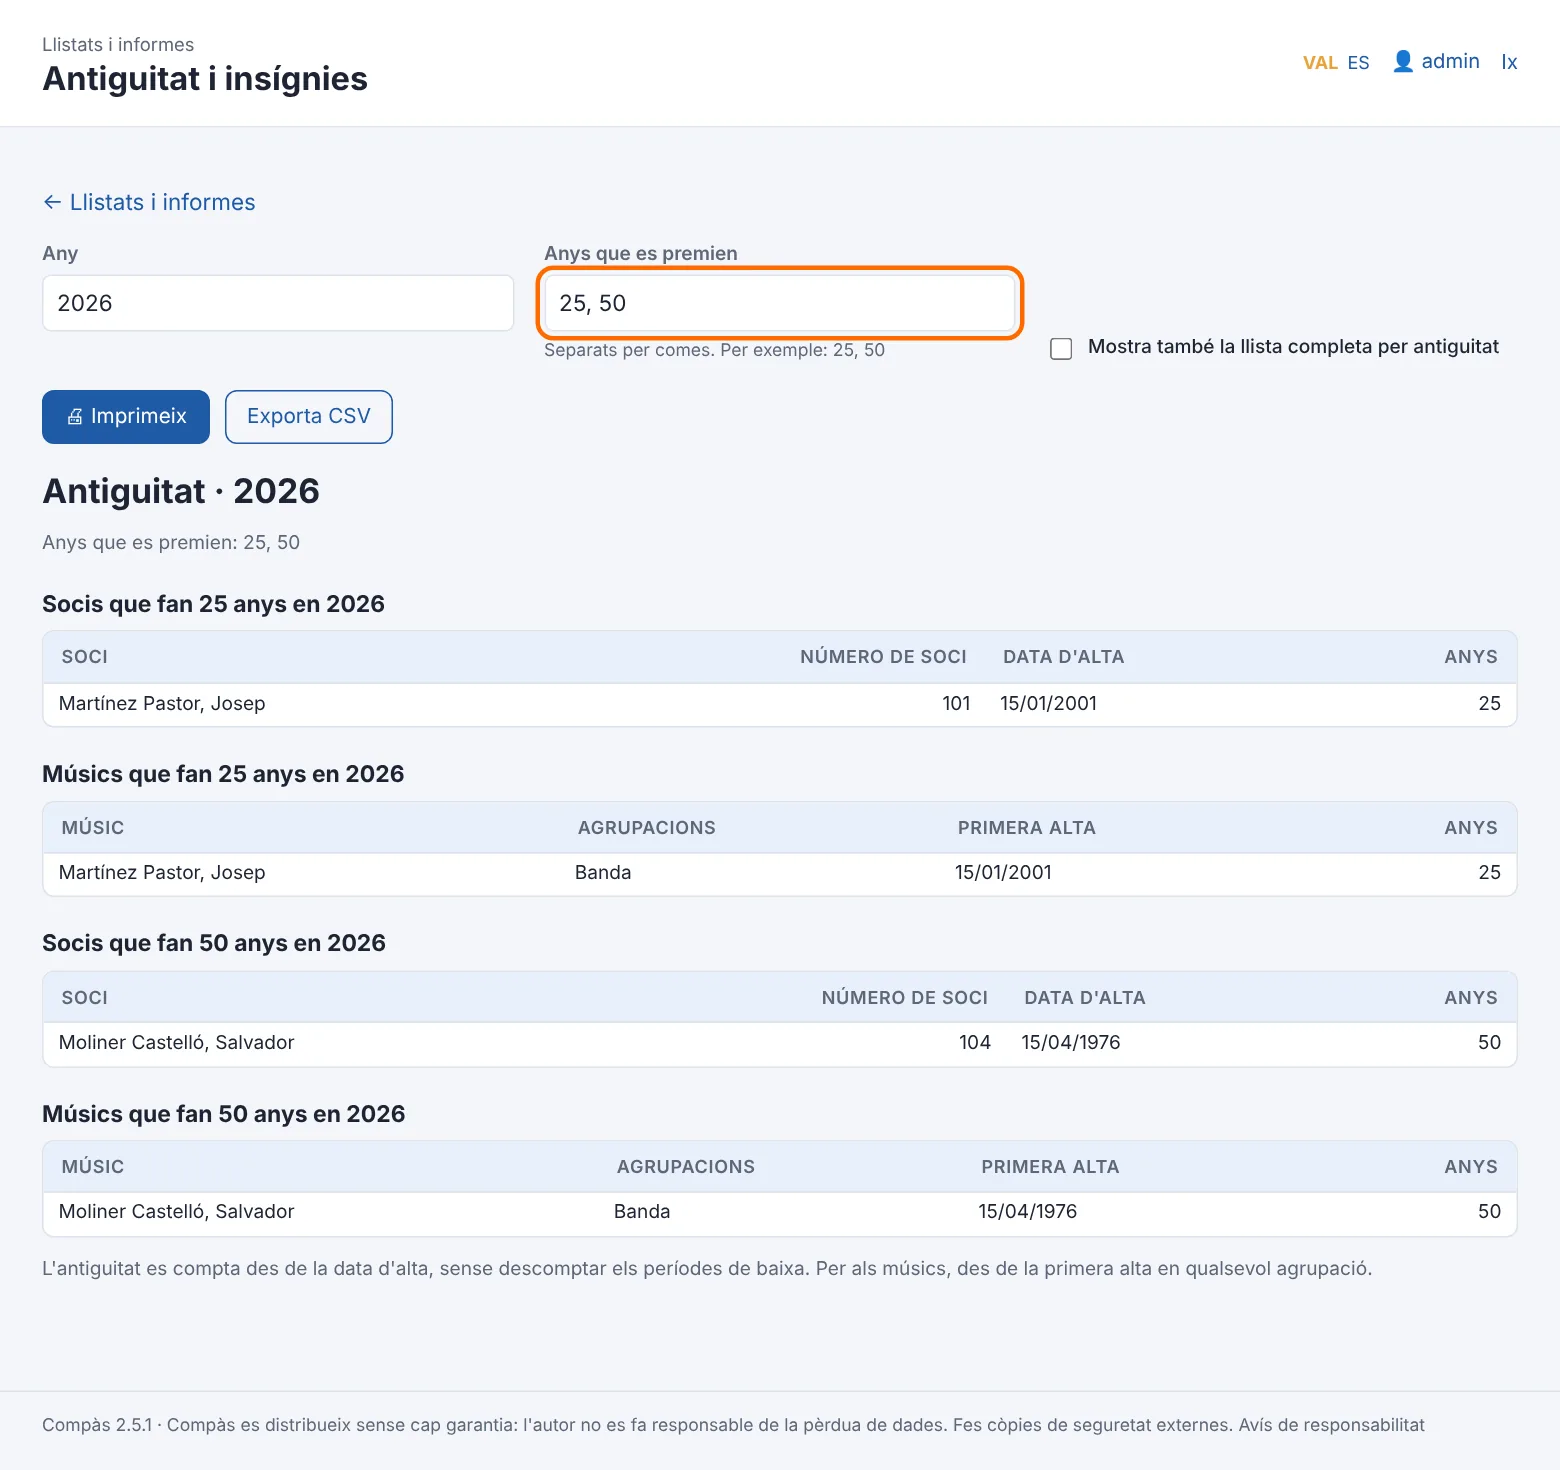 Llistats i informes
Antiguitat i insígnies
VAL ES 👤 admin Ix
← Llistats i informes
Any
Anys que es premien
2026
25, 50
Separats per comes. Per exemple: 25, 50
Mostra també la llista completa per antiguitat
🖨 Imprimeix
Exporta CSV
Antiguitat · 2026
Anys que es premien: 25, 50
Socis que fan 25 anys en 2026
SOCI NÚMERO DE SOCI DATA D'ALTA ANYS
Martínez Pastor, Josep 101 15/01/2001 25
Músics que fan 25 anys en 2026
MÚSIC AGRUPACIONS PRIMERA ALTA ANYS
Martínez Pastor, Josep Banda 15/01/2001 25
Socis que fan 50 anys en 2026
SOCI NÚMERO DE SOCI DATA D'ALTA ANYS
Moliner Castelló, Salvador 104 15/04/1976 50
Músics que fan 50 anys en 2026
MÚSIC AGRUPACIONS PRIMERA ALTA ANYS
Moliner Castelló, Salvador Banda 15/04/1976 50
L'antiguitat es compta des de la data d'alta, sense descomptar els períodes de baixa. Per als músics, des de la primera alta en qualsevol agrupació.
Compàs 2.5.1 · Compàs es distribueix sense cap garantia: l'autor no es fa responsable de la pèrdua de dades. Fes còpies de seguretat externes. Avís de responsabilitat